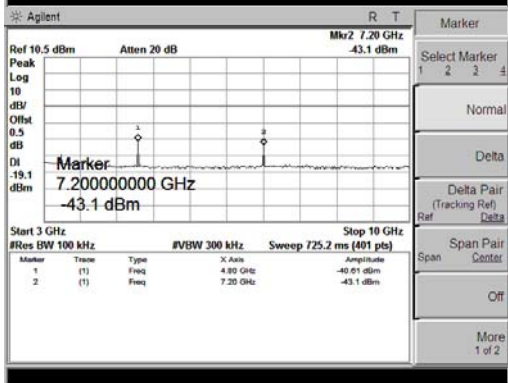 Agilent R T
Mkr2 7.20 GHz
Ref 10.5 dBm Atten 20 dB -43.1 dBm
Peak
Log
10
dB/
Offst
0.5
dB
DI
-19.1
dBm
1
2
Marker
7.200000000 GHz
-43.1 dBm
Start 3 GHz Stop 10 GHz
#Res BW 100 kHz #VBW 300 kHz Sweep 725.2 ms (401 pts)
Marker Trace Type X Axis Amplitude
1 (1) Freq 4.80 GHz -40.61 dBm
2 (1) Freq 7.20 GHz -43.1 dBm
Marker
Select Marker
1 2 3 4
Normal
Delta
Delta Pair
(Tracking Ref)
Ref Delta
Span Pair
Span Center
Off
More
1 of 2